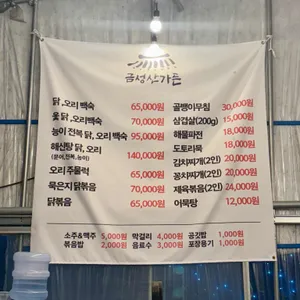 금성산가든
닭,오리 백숙 65,000원
옻 닭,오리백숙 70,000원
능이 전복 닭, 오리백숙 95,000원
해신탕 닭, 오리 140,000원
(문어,전복,능이)
오리 주물럭 65,000원
묵은지 닭볶음 70,000원
닭볶음 65,000원
골뱅이무침 30,000원
삼겹살(200g) 15,000원
해물파전 18,000원
도토리묵 18,000원
김치찌개(2인) 20,000원
꽁치찌개(2인) 20,000원
제육볶음(2인) 24,000원
어묵탕 12,000원
소주&맥주 5,000원 막걸리 4,000원 공깃밥 1,000원
볶음밥 2,000원 음료수 3,000원 포장용기 1,000원